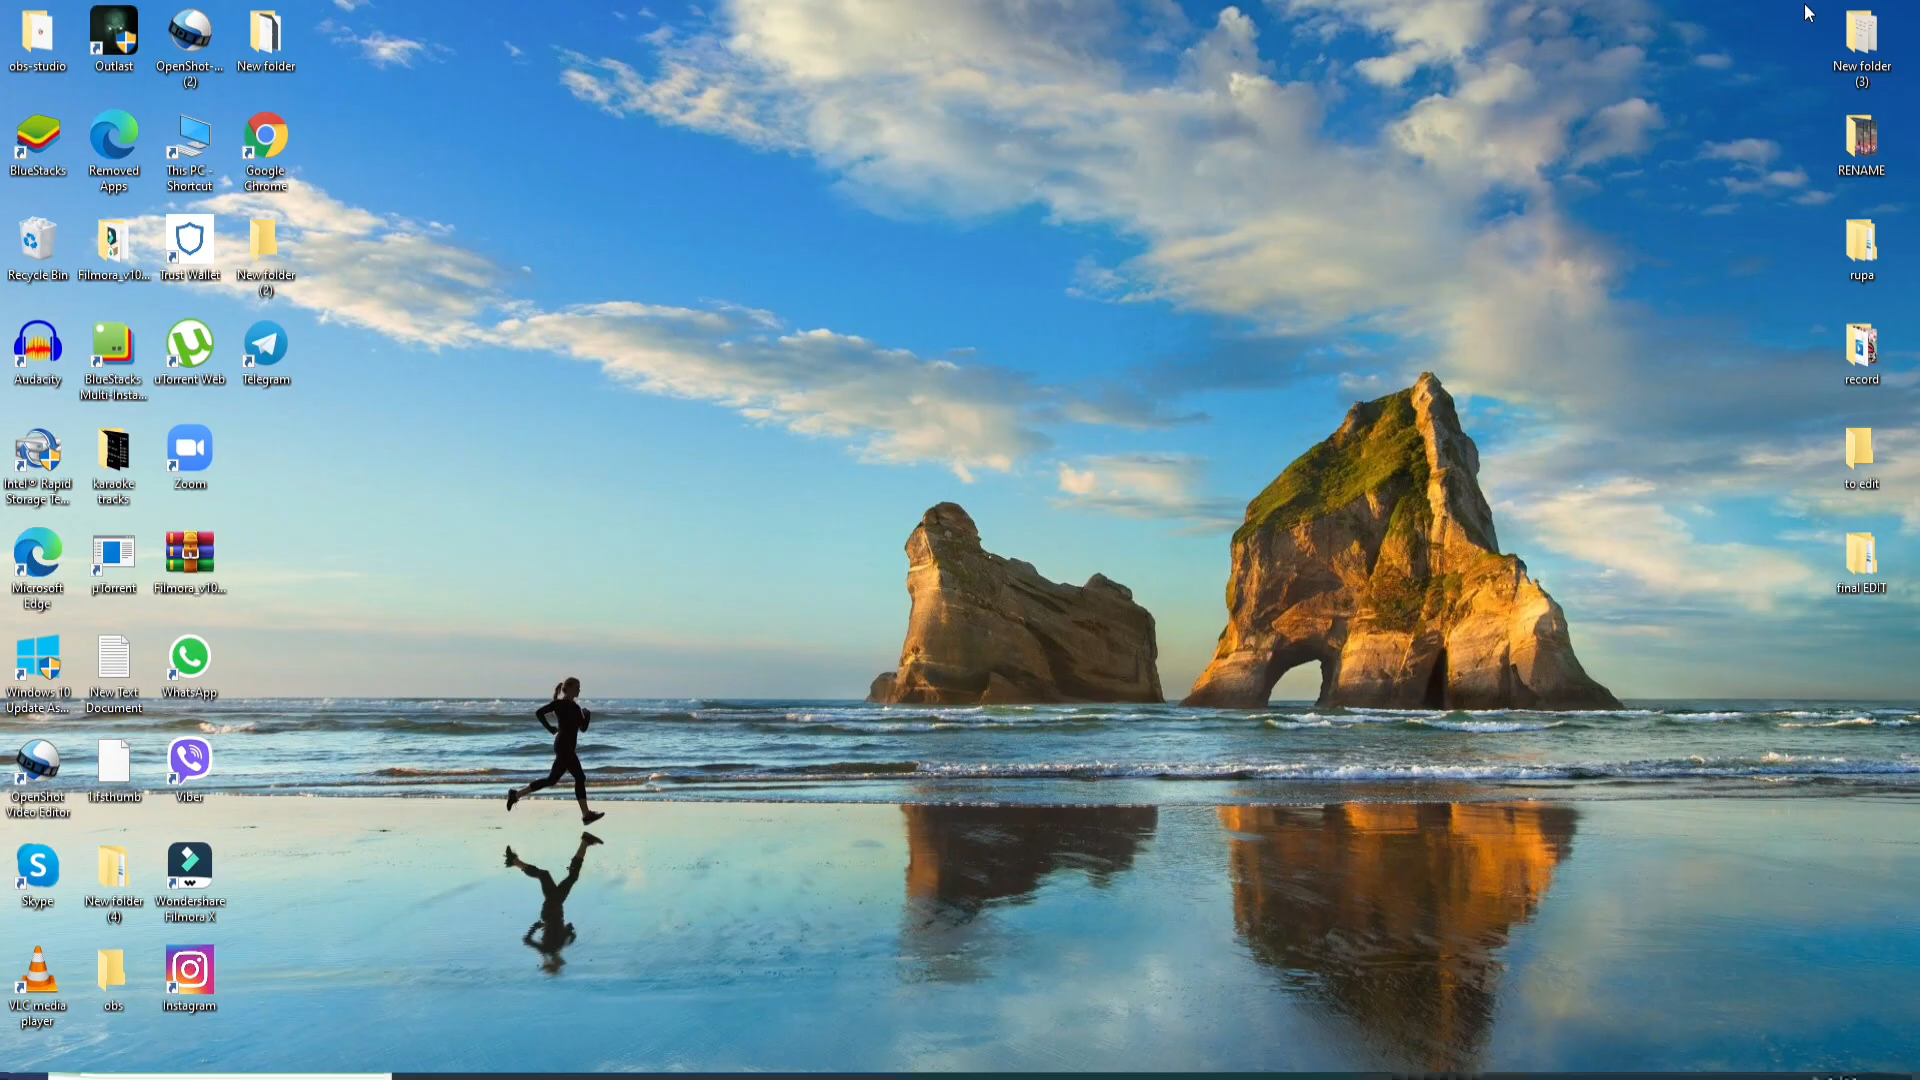 obs-studio
Outlast
OpenShot-...
(2)
New folder
New folder
(3)
BlueStacks
Removed
Apps
This PC -
Shortcut
Google
Chrome
RENAME
Recycle Bin
Filmora_v10...
Trust Wallet
New folder
(2)
rupa
Audacity
BlueStacks
Multi-Insta...
uTorrent Web
Telegram
record
Intel® Rapid
Storage Te...
karaoke
tracks
Zoom
to edit
Microsoft
Edge
µTorrent
Filmora_v10...
final EDIT
Windows 10
Update As...
New Text
Document
WhatsApp
OpenShot
Video Editor
1.ifsthumb
Viber
Skype
New folder
(4)
Wondershare
Filmora X
VLC media
player
obs
Instagram